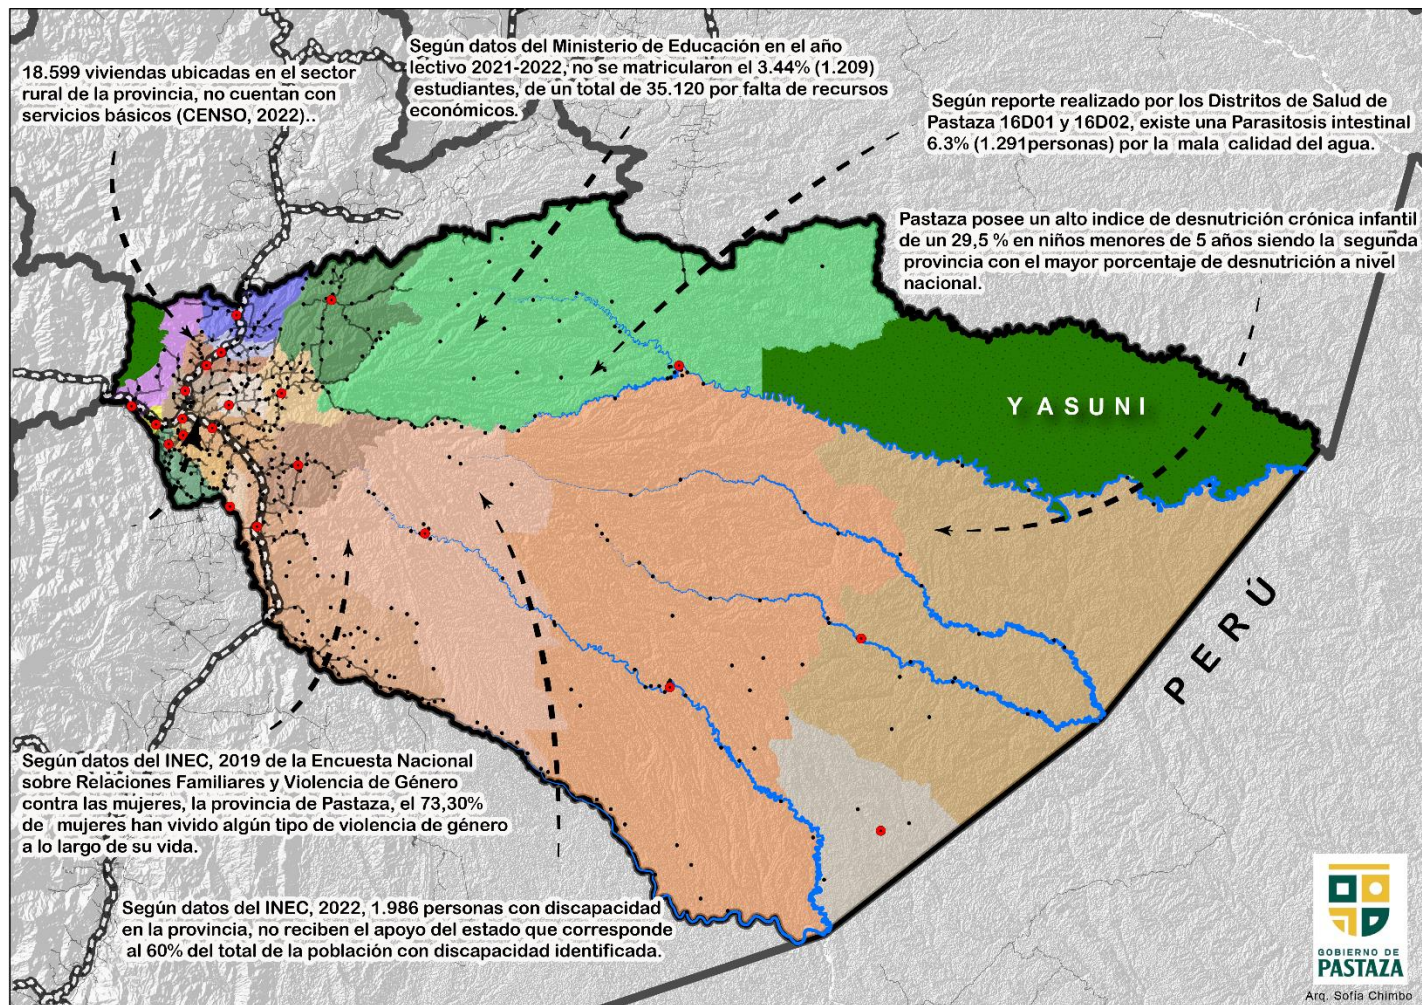 18.599 viviendas ubicadas en el sector
rural de la provincia, no cuentan con
servicios básicos (CENSO, 2022)..
Según datos del Ministerio de Educación en el año
lectivo 2021-2022, no se matricularon el 3.44% (1.209)
estudiantes, de un total de 35.120 por falta de recursos
económicos.
Según reporte realizado por los Distritos de Salud de
Pastaza 16D01 y 16D02, existe una Parasitosis intestinal
6.3% (1.291personas) por la mala calidad del agua.
Pastaza posee un alto indice de desnutrición crónica infantil
de un 29,5 % en niños menores de 5 años siendo la segunda
provincia con el mayor porcentaje de desnutrición a nivel
nacional.
YASUNI
PERÚ
Según datos del INEC, 2019 de la Encuesta Nacional
sobre Relaciones Familiares y Violencia de Género
contra las mujeres, la provincia de Pastaza, el 73,30%
de mujeres han vivido algún tipo de violencia de género
a lo largo de su vida.
Según datos del INEC, 2022, 1.986 personas con discapacidad
en la provincia, no reciben el apoyo del estado que corresponde
al 60% del total de la población con discapacidad identificada.
GOBIERNO DE
PASTAZA
Arq. Sofía Chimbo